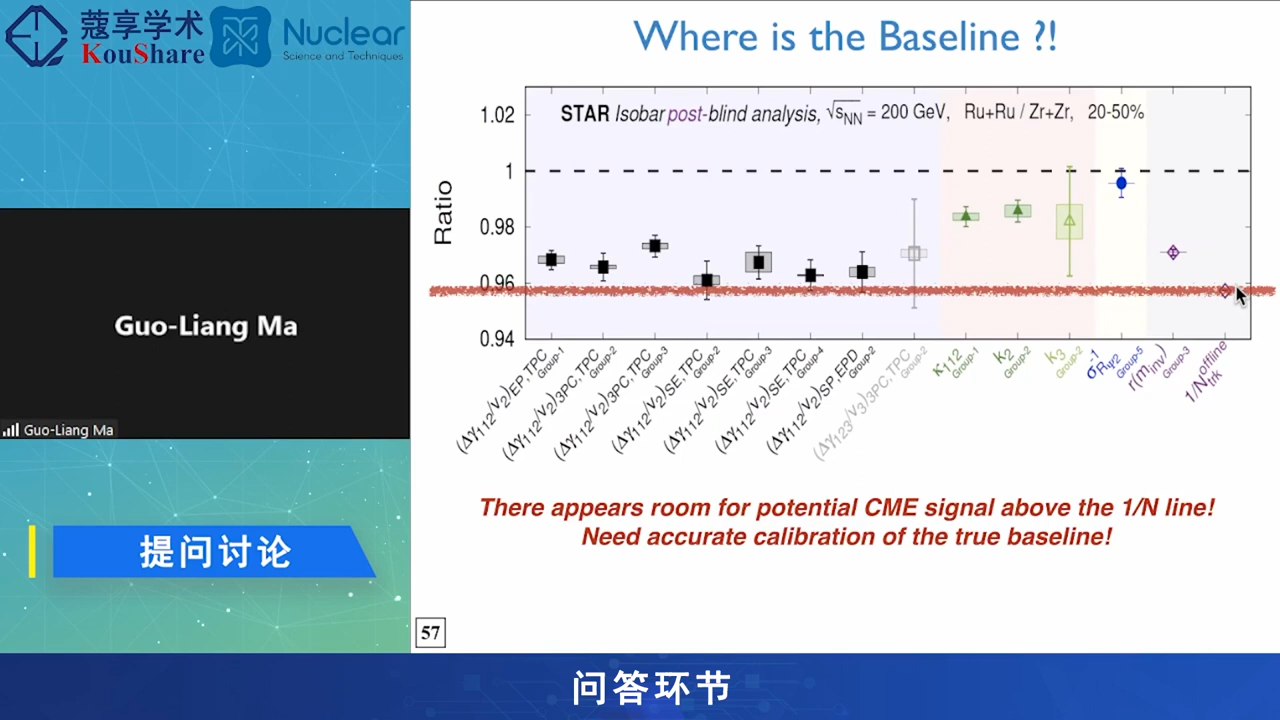 蔻享学术
KouShare
Nuclear
Science and Techniques
Where is the Baseline ?!
STAR Isobar post-blind analysis, √sNN = 200 GeV, Ru+Ru / Zr+Zr, 20-50%
Ratio
1.02
1
0.98
0.96
0.94
(Δγ112/v2)EP,TPC Group-1
(Δγ112/v2)3PC,TPC Group-2
(Δγ112/v2)3PC,TPC Group-3
(Δγ112/v2)SE,TPC Group-2
(Δγ112/v2)SE,TPC Group-3
(Δγ112/v2)SE,TPC Group-4
(Δγ112/v2)SP,EPD Group-2
(Δγ123/v3)3PC,TPC Group-2
κ112 Group-1
k2 Group-2
k3 Group-2
σ-1RΨ2 Group-5
r(minv) Group-3
1/Ntrkoffline
There appears room for potential CME signal above the 1/N line!
Need accurate calibration of the true baseline!
57
Guo-Liang Ma
Guo-Liang Ma
提问讨论
问答环节